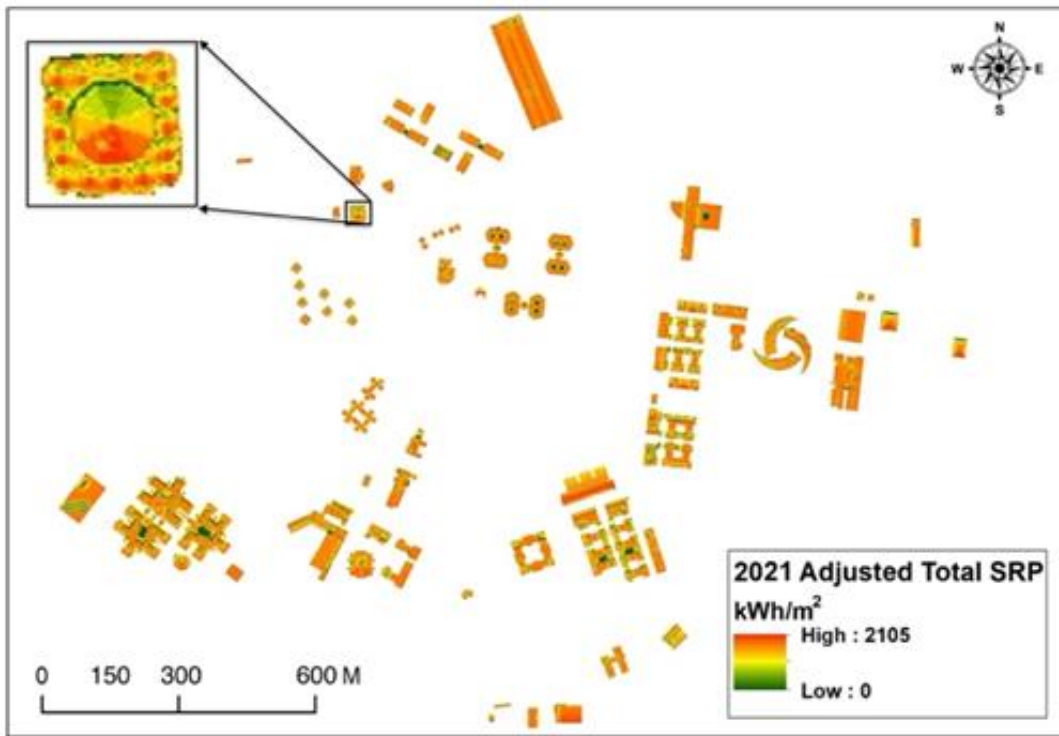 N
W E
S
2021 Adjusted Total SRP
kWh/m²
High : 2105
Low : 0
0 150 300 600 M